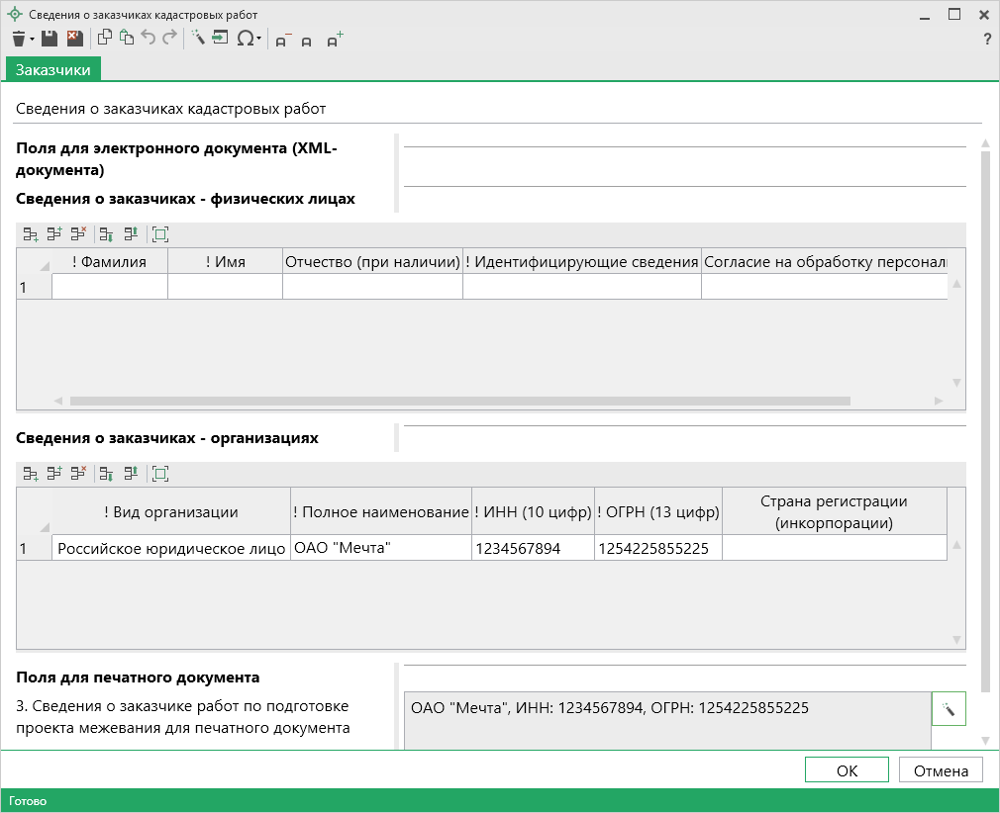 Сведения о заказчиках кадастровых работ
?
Заказчики
Сведения о заказчиках кадастровых работ
Поля для электронного документа (XML-
документа)
Сведения о заказчиках - физических лицах
! Фамилия ! Имя Отчество (при наличии) ! Идентифицирующие сведения Согласие на обработку персонал
1
Сведения о заказчиках - организациях
! Вид организации ! Полное наименование ! ИНН (10 цифр) ! ОГРН (13 цифр) Страна регистрации
(инкорпорации)
1 Российское юридическое лицо ОАО "Мечта" 1234567894 1254225855225
Поля для печатного документа
3. Сведения о заказчике работ по подготовке
проекта межевания для печатного документа
ОАО "Мечта", ИНН: 1234567894, ОГРН: 1254225855225
ОК Отмена
Готово